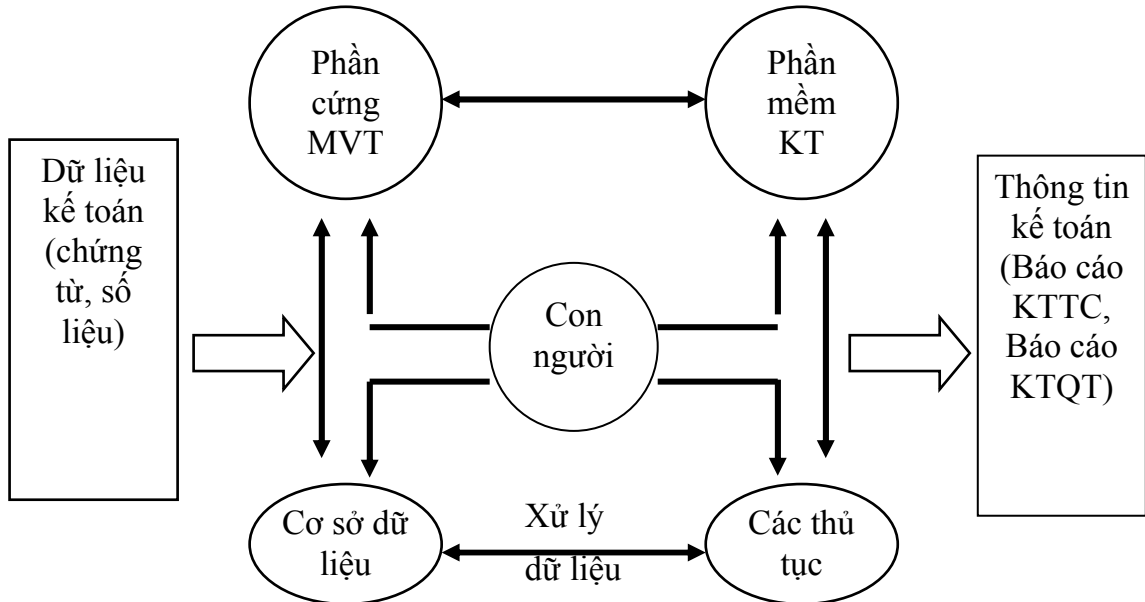 Phần
cứng
MVT
Phần
mềm
KT
Dữ liệu
kế toán
(chứng
từ, số
liệu)
Con
người
Thông tin
kế toán
(Báo cáo
KTTC,
Báo cáo
KTQT)
Cơ sở dữ
liệu
Xử lý
dữ liệu
Các thủ
tục